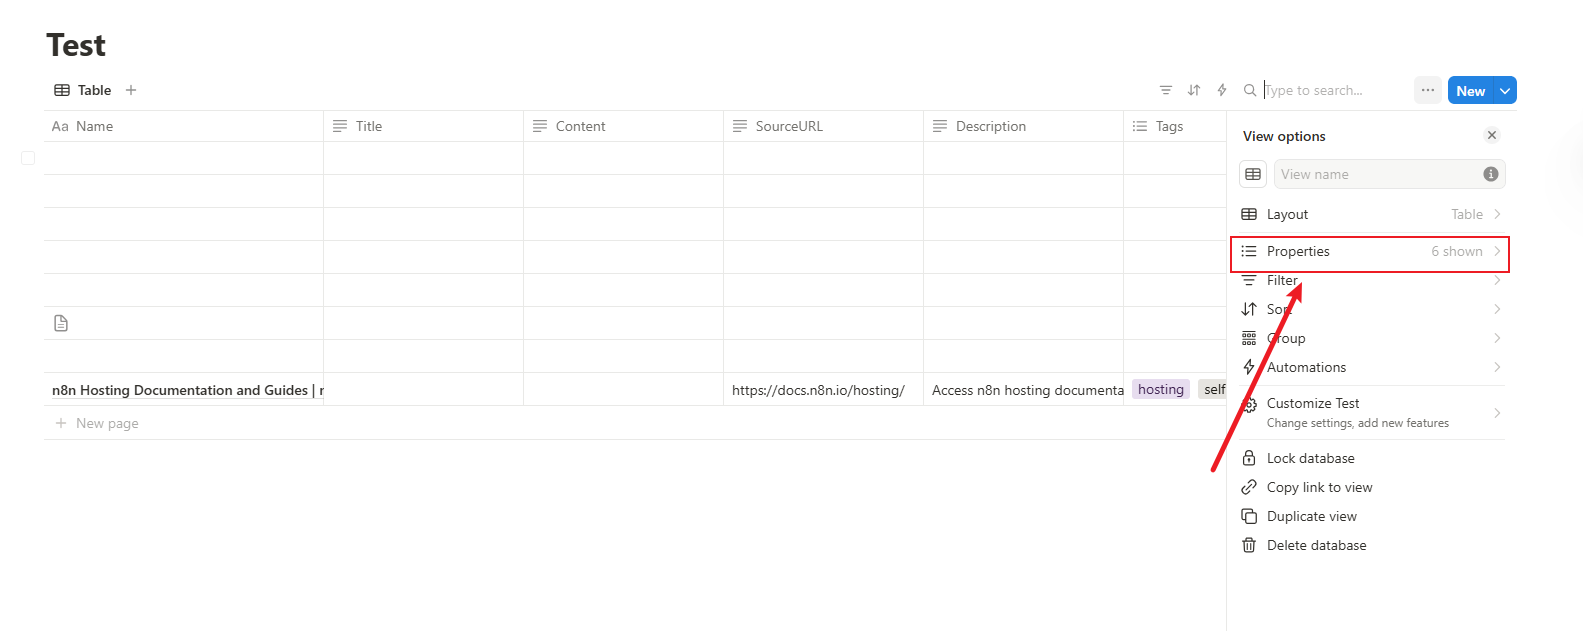 Test
Table
Type to search...
New
Aa Name Title Content SourceURL Description Tags
n8n Hosting Documentation and Guides | r https://docs.n8n.io/hosting/ Access n8n hosting documenta hosting self
New page
View options
View name
Layout Table
Properties 6 shown
Filter
Sort
Group
Automations
Customize Test
Change settings, add new features
Lock database
Copy link to view
Duplicate view
Delete database